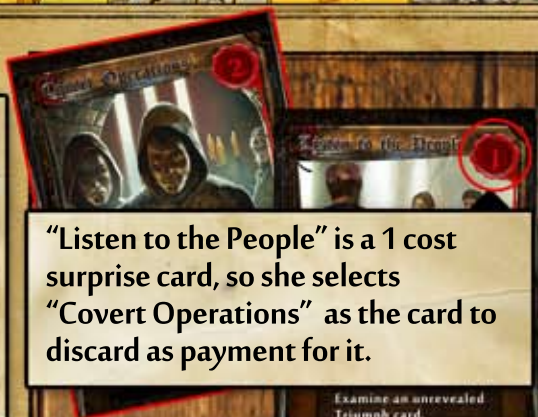 Covert Operations
2
Listen to the People
1
“Listen to the People” is a 1 cost
surprise card, so she selects
“Covert Operations” as the card to
discard as payment for it.
Examine an unrevealed
Triumph card